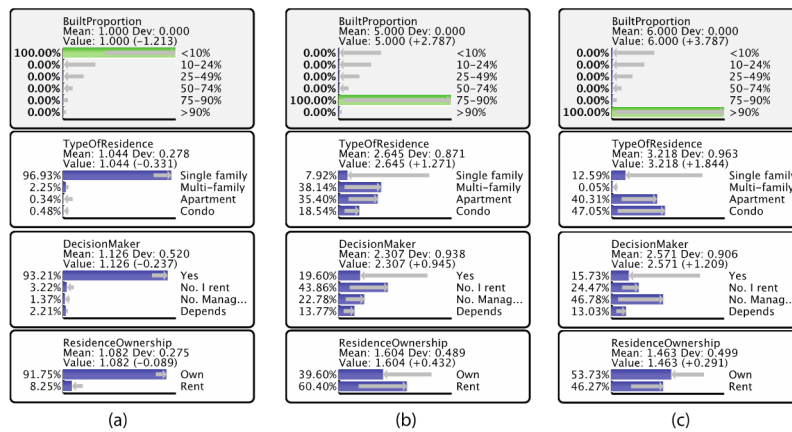 BuiltProportion
Mean: 1.000 Dev: 0.000
Value: 1.000 (-1.213)
100.00% <10%
0.00% 10-24%
0.00% 25-49%
0.00% 50-74%
0.00% 75-90%
0.00% >90%
TypeOfResidence
Mean: 1.044 Dev: 0.278
Value: 1.044 (-0.331)
96.93% Single family
2.25% Multi-family
0.34% Apartment
0.48% Condo
DecisionMaker
Mean: 1.126 Dev: 0.520
Value: 1.126 (-0.237)
93.21% Yes
3.22% No. I rent
1.37% No. Manag...
2.21% Depends
ResidenceOwnership
Mean: 1.082 Dev: 0.275
Value: 1.082 (-0.089)
91.75% Own
8.25% Rent
(a)
BuiltProportion
Mean: 5.000 Dev: 0.000
Value: 5.000 (+2.787)
0.00% <10%
0.00% 10-24%
0.00% 25-49%
0.00% 50-74%
100.00% 75-90%
0.00% >90%
TypeOfResidence
Mean: 2.645 Dev: 0.871
Value: 2.645 (+1.271)
7.92% Single family
38.14% Multi-family
35.40% Apartment
18.54% Condo
DecisionMaker
Mean: 2.307 Dev: 0.938
Value: 2.307 (+0.945)
19.60% Yes
43.86% No. I rent
22.78% No. Manag...
13.77% Depends
ResidenceOwnership
Mean: 1.604 Dev: 0.489
Value: 1.604 (+0.432)
39.60% Own
60.40% Rent
(b)
BuiltProportion
Mean: 6.000 Dev: 0.000
Value: 6.000 (+3.787)
0.00% <10%
0.00% 10-24%
0.00% 25-49%
0.00% 50-74%
0.00% 75-90%
100.00% >90%
TypeOfResidence
Mean: 3.218 Dev: 0.963
Value: 3.218 (+1.844)
12.59% Single family
0.05% Multi-family
40.31% Apartment
47.05% Condo
DecisionMaker
Mean: 2.571 Dev: 0.906
Value: 2.571 (+1.209)
15.73% Yes
24.47% No. I rent
46.78% No. Manag...
13.03% Depends
ResidenceOwnership
Mean: 1.463 Dev: 0.499
Value: 1.463 (+0.291)
53.73% Own
46.27% Rent
(c)